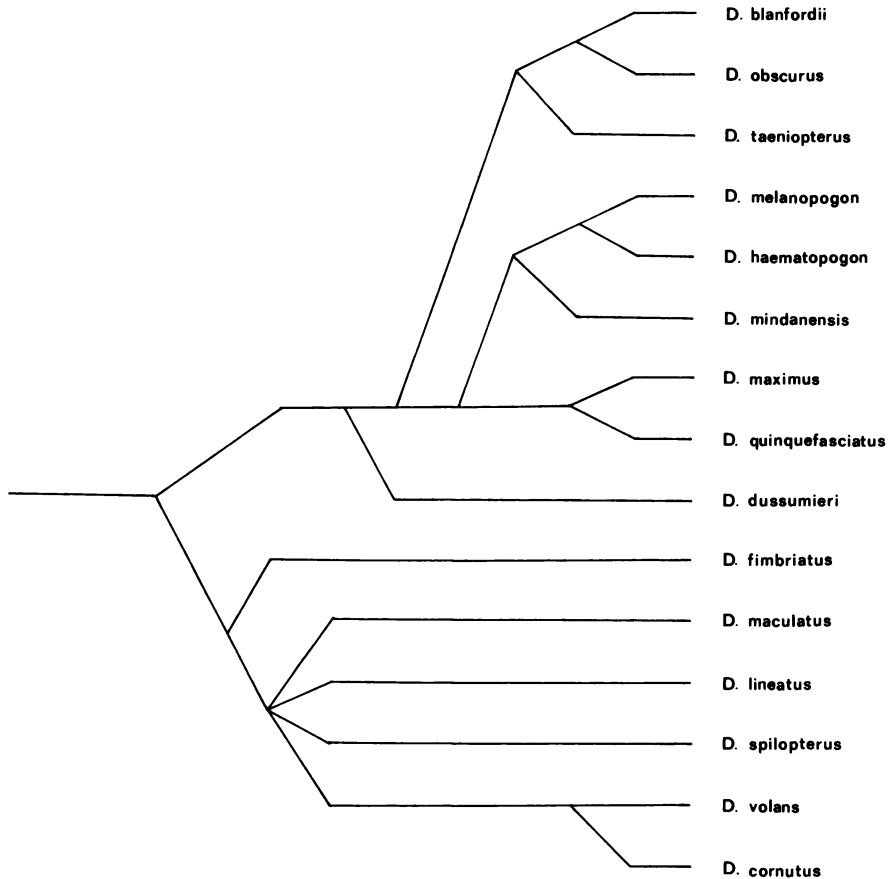 D. blanfordii
D. obscurus
D. taeniopterus
D. melanopogon
D. haematopogon
D. mindanensis
D. maximus
D. quinquefasciatus
D. dussumieri
D. fimbriatus
D. maculatus
D. lineatus
D. spilopterus
D. volans
D. cornutus